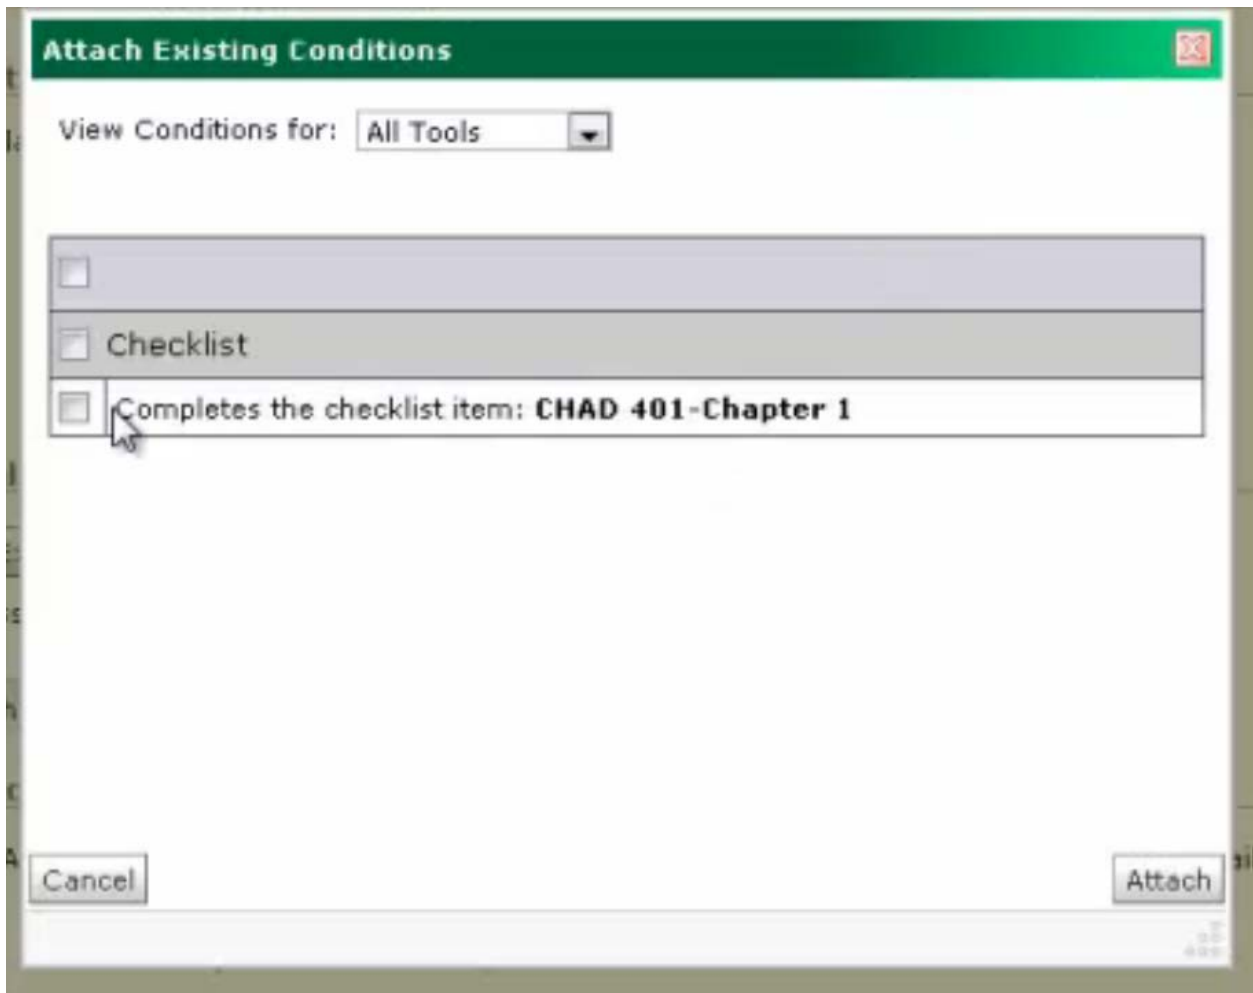 Attach Existing Conditions
View Conditions for: All Tools
Checklist
Completes the checklist item: CHAD 401-Chapter 1
Cancel
Attach